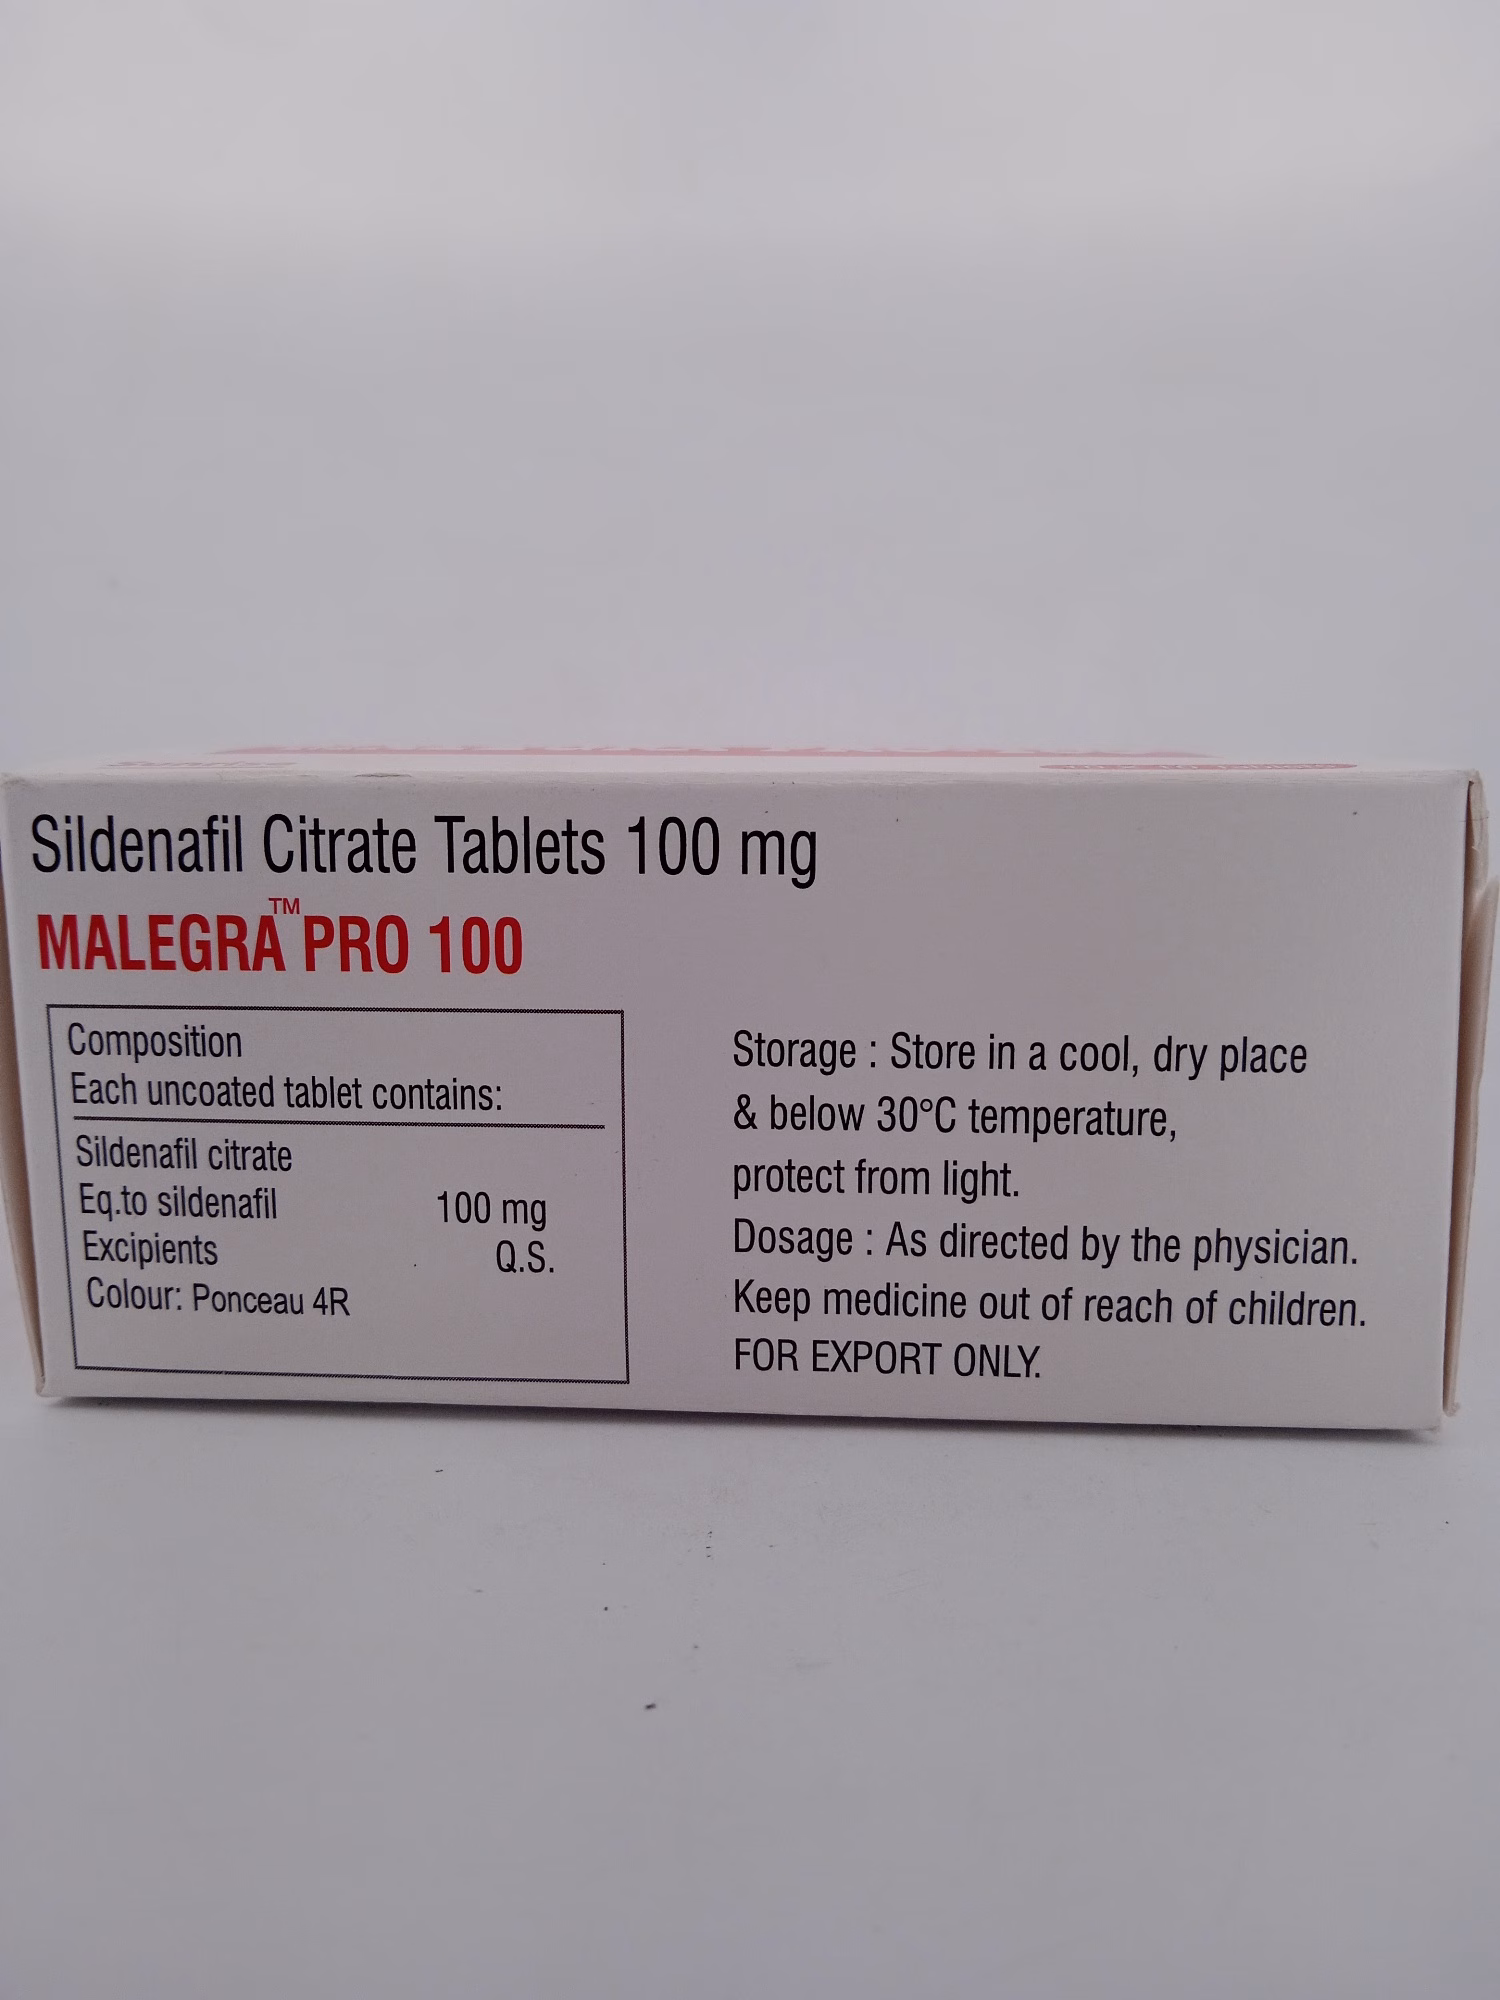 Sunrise
Sildenafil Citrate Tablets 100 mg
MALEGRA™ PRO 100
Composition
Each uncoated tablet contains:
Sildenafil citrate
Eq.to sildenafil 100 mg
Excipients Q.S.
Colour: Ponceau 4R
Storage : Store in a cool, dry place
& below 30°C temperature,
protect from light.
Dosage : As directed by the physician.
Keep medicine out of reach of children.
FOR EXPORT ONLY.